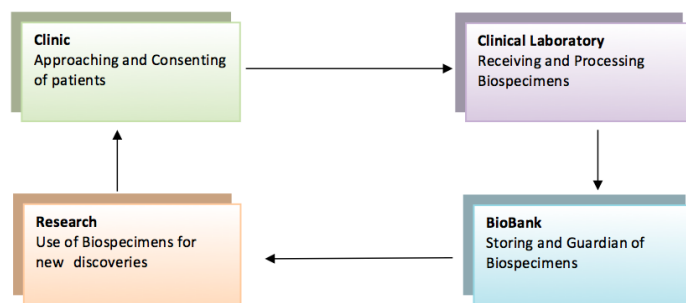 Clinic
Approaching and Consenting
of patients
Clinical Laboratory
Receiving and Processing
Biospecimens
Research
Use of Biospecimens for
new discoveries
BioBank
Storing and Guardian of
Biospecimens